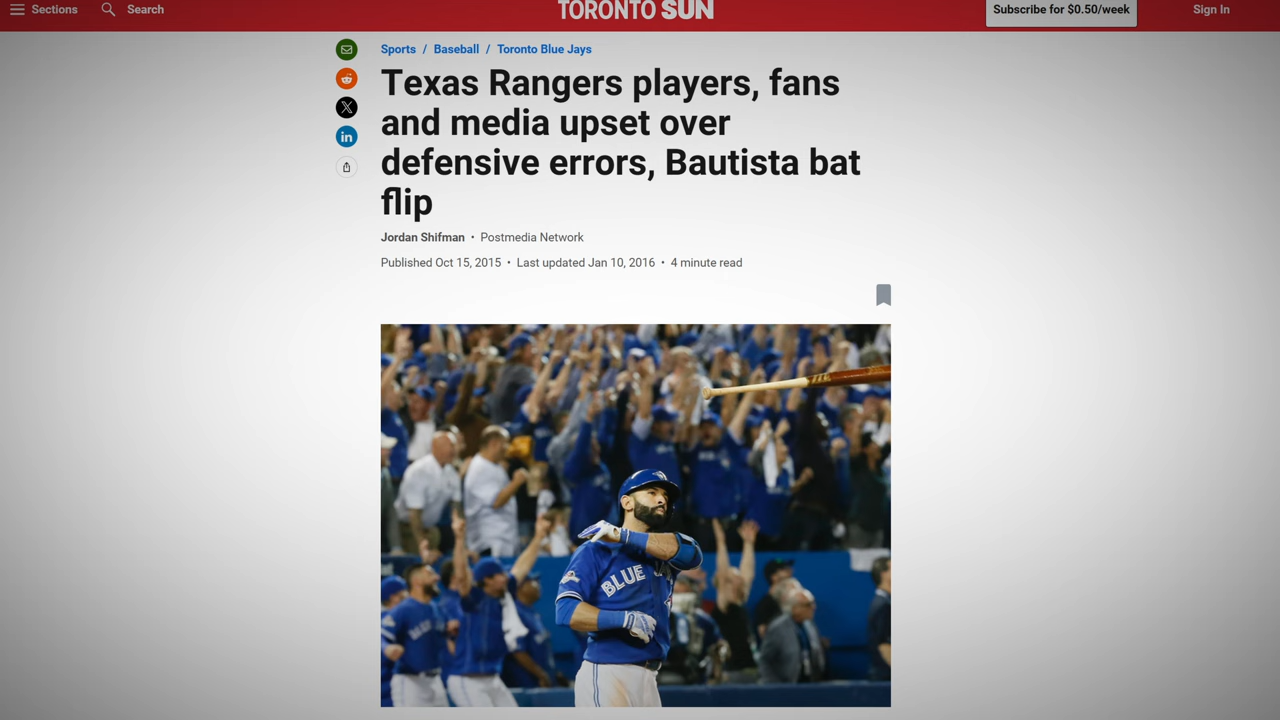 Sections
Search
TORONTO SUN
Subscribe for $0.50/week
Sign In
Sports / Baseball / Toronto Blue Jays
Texas Rangers players, fans
and media upset over
defensive errors, Bautista bat
flip
Jordan Shifman • Postmedia Network
Published Oct 15, 2015 • Last updated Jan 10, 2016 • 4 minute read
in
BLUE